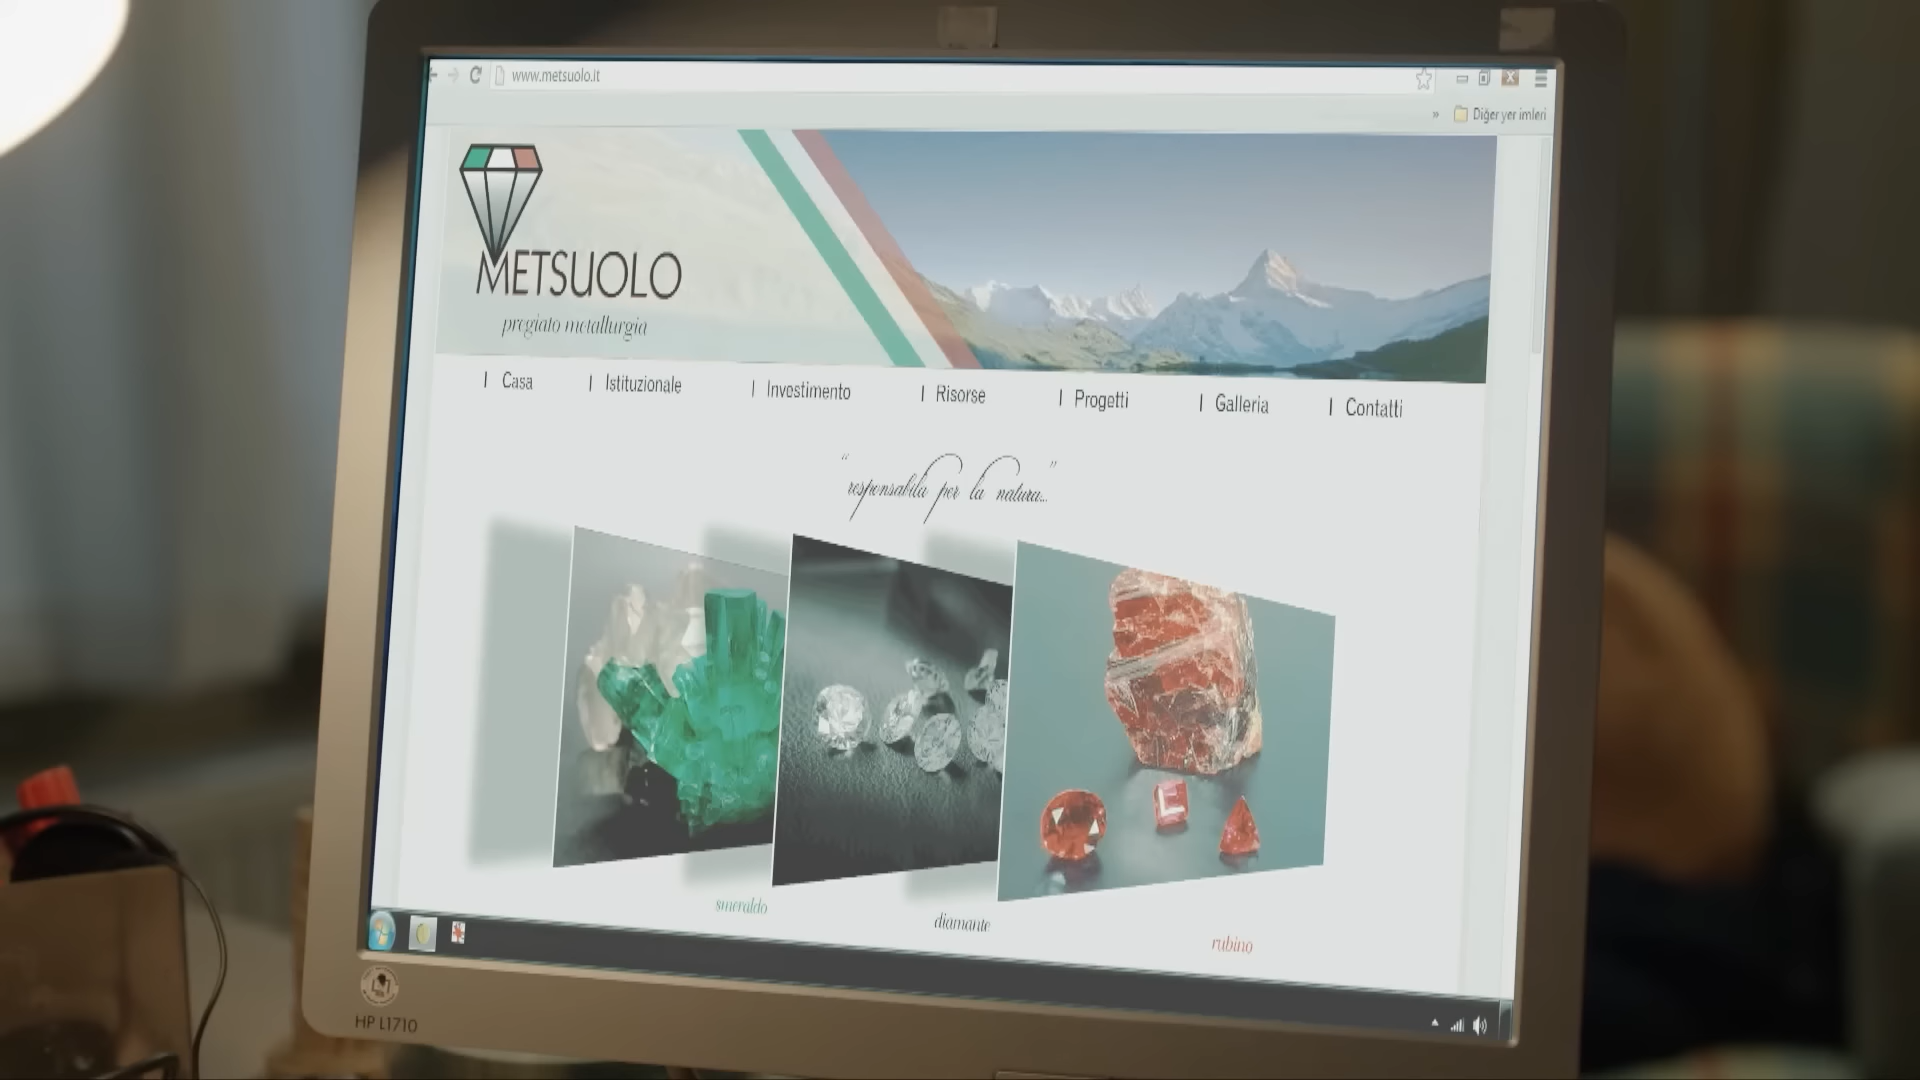 www.metsuolo.it
» Diğer yer imleri
METSUOLO
pregiato metallurgia
| Casa | Istituzionale | Investimento | Risorse | Progetti | Galleria | Contatti
“responsabilà per la natura...”
smeraldo
diamante
rubino
HP L1710